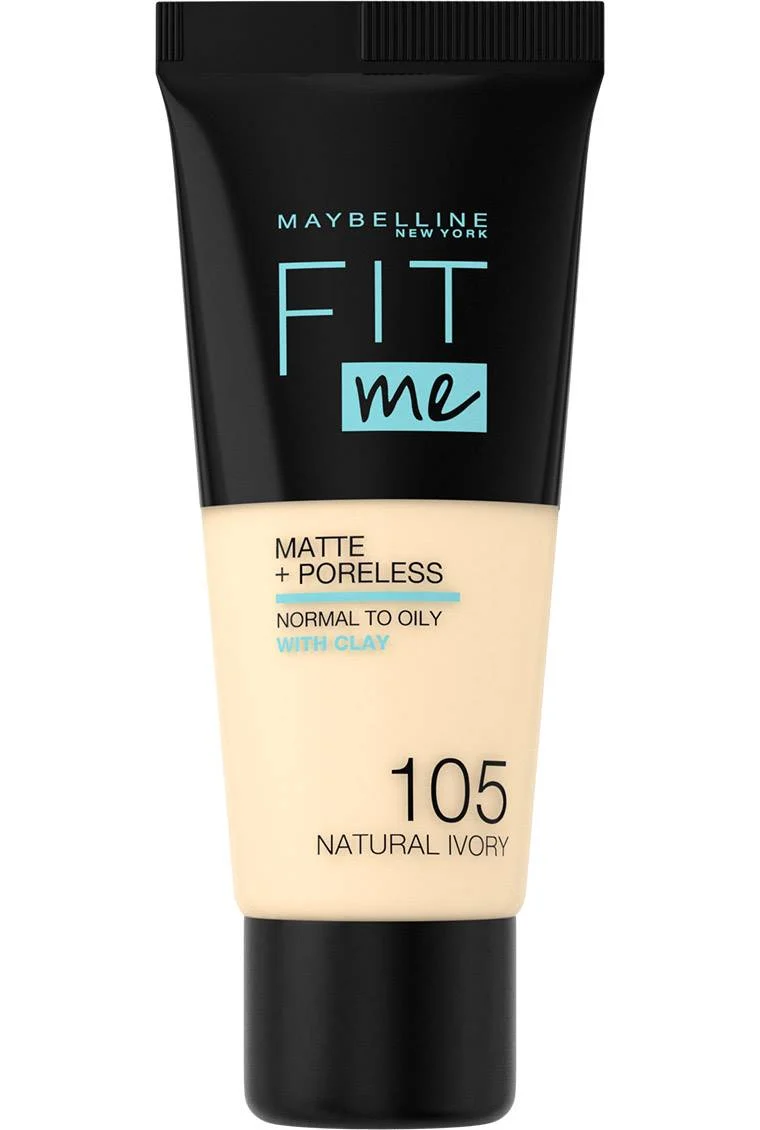 MAYBELLINE
NEW YORK
FIT
me
MATTE
+ PORELESS
NORMAL TO OILY
WITH CLAY
105
NATURAL IVORY